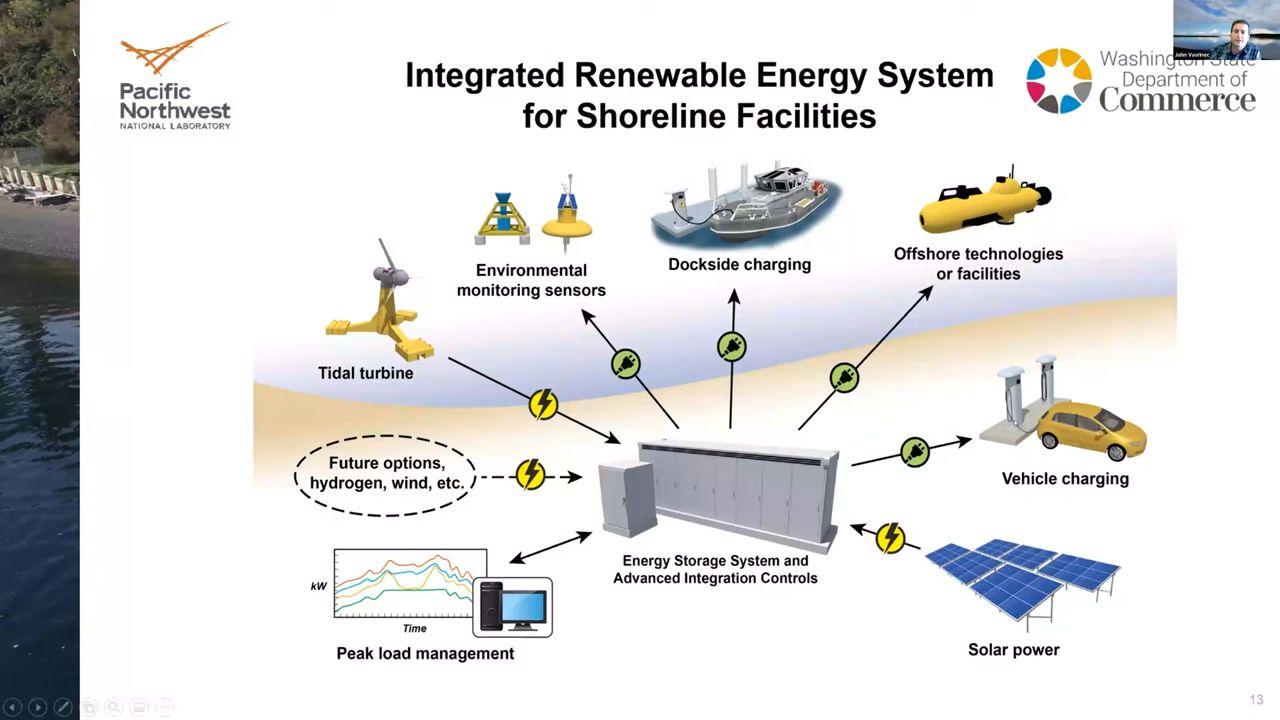 Pacific
Northwest
NATIONAL LABORATORY
Integrated Renewable Energy System
for Shoreline Facilities
John Vavrinec
Washington State
Department of
Commerce
Environmental
monitoring sensors
Dockside charging
Offshore technologies
or facilities
Tidal turbine
Future options,
hydrogen, wind, etc.
Vehicle charging
Energy Storage System and
Advanced Integration Controls
kW
Time
Peak load management
Solar power
13